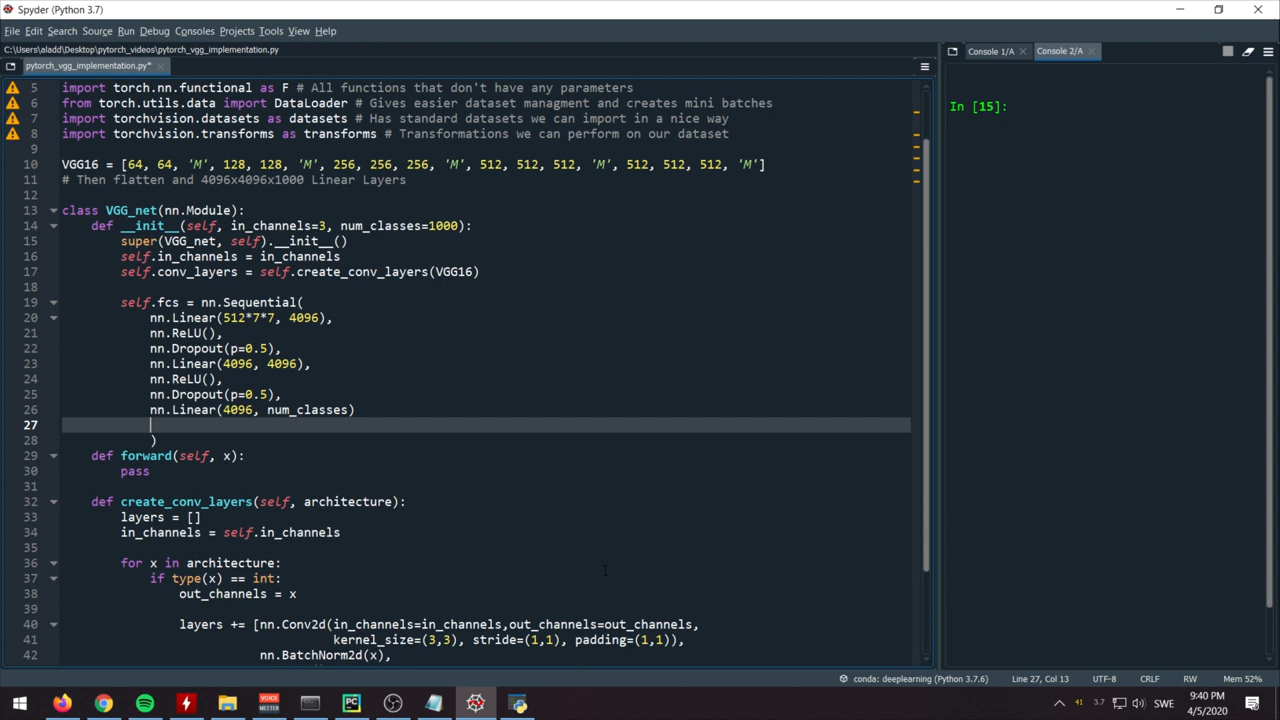 Spyder (Python 3.7)
File Edit Search Source Run Debug Consoles Projects Tools View Help
C:\Users\aladd\Desktop\pytorch_videos\pytorch_vgg_implementation.py
pytorch_vgg_implementation.py*
Console 1/A Console 2/A
5 import torch.nn.functional as F # All functions that don't have any parameters
6 from torch.utils.data import DataLoader # Gives easier dataset managment and creates mini batches
7 import torchvision.datasets as datasets # Has standard datasets we can import in a nice way
8 import torchvision.transforms as transforms # Transformations we can perform on our dataset
9
10 VGG16 = [64, 64, 'M', 128, 128, 'M', 256, 256, 256, 'M', 512, 512, 512, 'M', 512, 512, 512, 'M']
11 # Then flatten and 4096x4096x1000 Linear Layers
12
13 class VGG_net(nn.Module):
14 def __init__(self, in_channels=3, num_classes=1000):
15 super(VGG_net, self).__init__()
16 self.in_channels = in_channels
17 self.conv_layers = self.create_conv_layers(VGG16)
18
19 self.fcs = nn.Sequential(
20 nn.Linear(512*7*7, 4096),
21 nn.ReLU(),
22 nn.Dropout(p=0.5),
23 nn.Linear(4096, 4096),
24 nn.ReLU(),
25 nn.Dropout(p=0.5),
26 nn.Linear(4096, num_classes)
27
28 )
29 def forward(self, x):
30 pass
31
32 def create_conv_layers(self, architecture):
33 layers = []
34 in_channels = self.in_channels
35
36 for x in architecture:
37 if type(x) == int:
38 out_channels = x
39
40 layers += [nn.Conv2d(in_channels=in_channels,out_channels=out_channels,
41 kernel_size=(3,3), stride=(1,1), padding=(1,1)),
42 nn.BatchNorm2d(x),
In [15]:
conda: deeplearning (Python 3.7.6) Line 27, Col 13 UTF-8 CRLF RW Mem 52%
VOICE MEETER PC 41 3.7 SWE
9:40 PM
4/5/2020